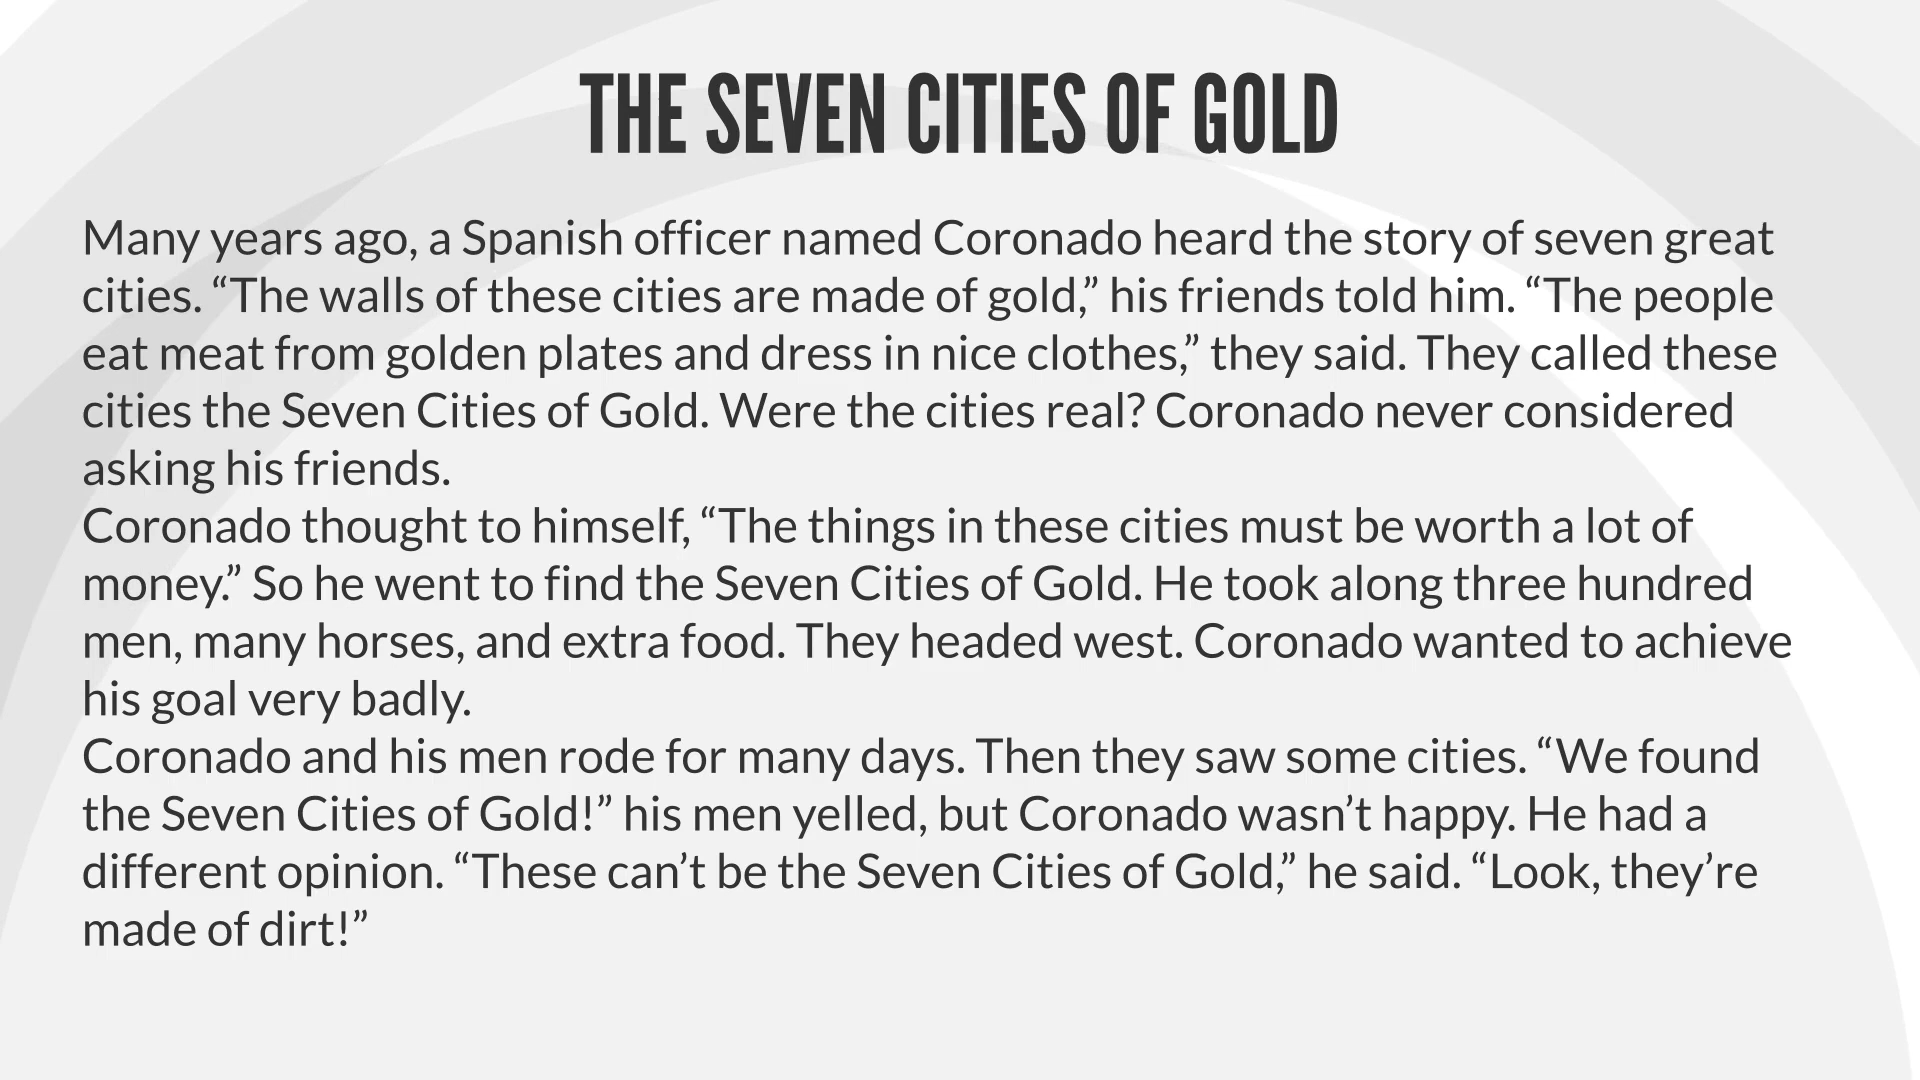 THE SEVEN CITIES OF GOLD
Many years ago, a Spanish officer named Coronado heard the story of seven great
cities. “The walls of these cities are made of gold,” his friends told him. “The people
eat meat from golden plates and dress in nice clothes,” they said. They called these
cities the Seven Cities of Gold. Were the cities real? Coronado never considered
asking his friends.
Coronado thought to himself, “The things in these cities must be worth a lot of
money.” So he went to find the Seven Cities of Gold. He took along three hundred
men, many horses, and extra food. They headed west. Coronado wanted to achieve
his goal very badly.
Coronado and his men rode for many days. Then they saw some cities. “We found
the Seven Cities of Gold!” his men yelled, but Coronado wasn’t happy. He had a
different opinion. “These can’t be the Seven Cities of Gold,” he said. “Look, they’re
made of dirt!”